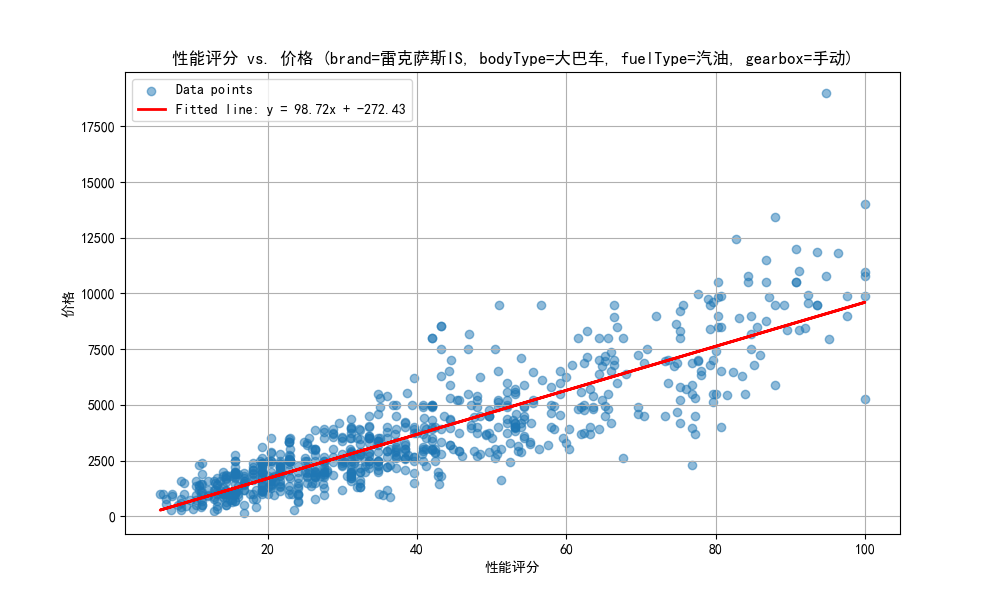 性能评分 vs. 价格 (brand=雷克萨斯IS, bodyType=大巴车, fuelType=汽油, gearbox=手动)
Data points
Fitted line: y = 98.72x + -272.43
价格
17500
15000
12500
10000
7500
5000
2500
0
20 40 60 80 100
性能评分